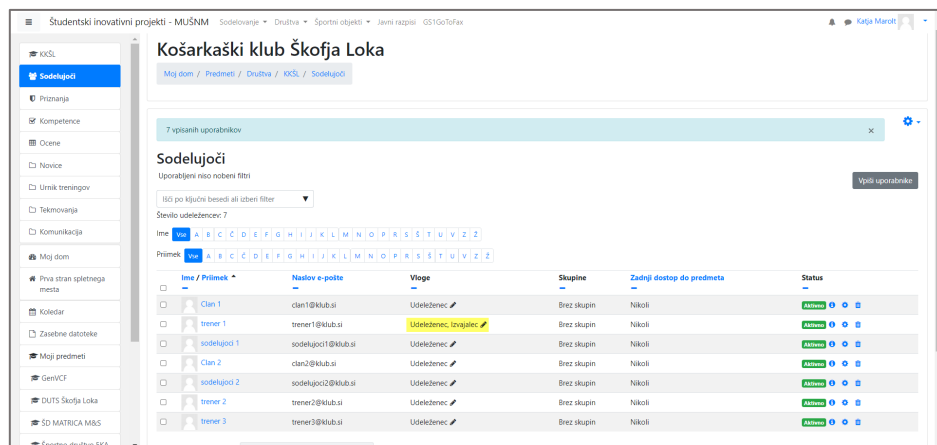 Študentski inovativni projekti - MUŠNM Sodelovanje Društva Športni objekti Javni razpisi GS1GoToFax Katja Marolt
KKŠL
Sodelujoči
Priznanja
Kompetence
Ocene
Novice
Urnik treningov
Tekmovanja
Komunikacija
Moj dom
Prva stran spletnega
mesta
Koledar
Zasebne datoteke
Moji predmeti
GenVCF
DUTS Škofja Loka
ŠD MATRICA M&S
Športno društvo ŠKA
Košarkaški klub Škofja Loka
Moj dom / Predmeti / Društva / KKŠL / Sodelujoči
7 vpisanih uporabnikov ×
Sodelujoči
Uporabljeni niso nobeni filtri
Vpiši uporabnike
Išči po ključni besedi ali izberi filter ▼
Število udeležencev: 7
Ime Vse A B C Č D E F G H I J K L M N O P R S Š T U V Z Ž
Priimek Vse A B C Č D E F G H I J K L M N O P R S Š T U V Z Ž
Ime / Priimek Naslov e-pošte Vloge Skupine Zadnji dostop do predmeta Status
Clan 1 clan1@klub.si Udeleženec Brez skupin Nikoli Aktivno
trener 1 trener1@klub.si Udeleženec, Izvajalec Brez skupin Nikoli Aktivno
sodelujoci 1 sodelujoci1@klub.si Udeleženec Brez skupin Nikoli Aktivno
Clan 2 clan2@klub.si Udeleženec Brez skupin Nikoli Aktivno
sodelujoci 2 sodelujoci2@klub.si Udeleženec Brez skupin Nikoli Aktivno
trener 2 trener2@klub.si Udeleženec Brez skupin Nikoli Aktivno
trener 3 trener3@klub.si Udeleženec Brez skupin Nikoli Aktivno